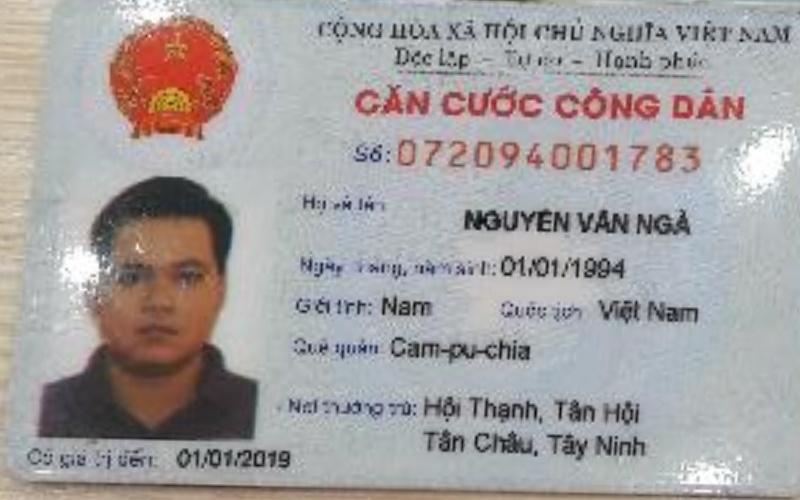 CỘNG HÒA XÃ HỘI CHỦ NGHĨA VIỆT NAM
Độc lập – Tự do – Hạnh phúc
CĂN CƯỚC CÔNG DÂN
Số: 072094001783
Họ và tên:
NGUYỄN VĂN NGÀ
Ngày, tháng, năm sinh: 01/01/1994
Giới tính: Nam Quốc tịch: Việt Nam
Quê quán: Cam-pu-chia
Nơi thường trú: Hội Thạnh, Tân Hội
Tân Châu, Tây Ninh
Có giá trị đến: 01/01/2019